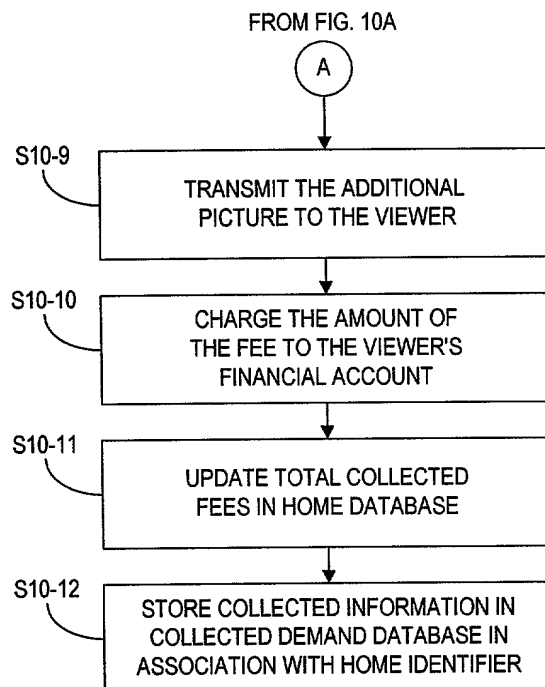 FROM FIG. 10A
A
S10-9
TRANSMIT THE ADDITIONAL
PICTURE TO THE VIEWER
S10-10
CHARGE THE AMOUNT OF
THE FEE TO THE VIEWER'S
FINANCIAL ACCOUNT
S10-11
UPDATE TOTAL COLLECTED
FEES IN HOME DATABASE
S10-12
STORE COLLECTED INFORMATION IN
COLLECTED DEMAND DATABASE IN
ASSOCIATION WITH HOME IDENTIFIER